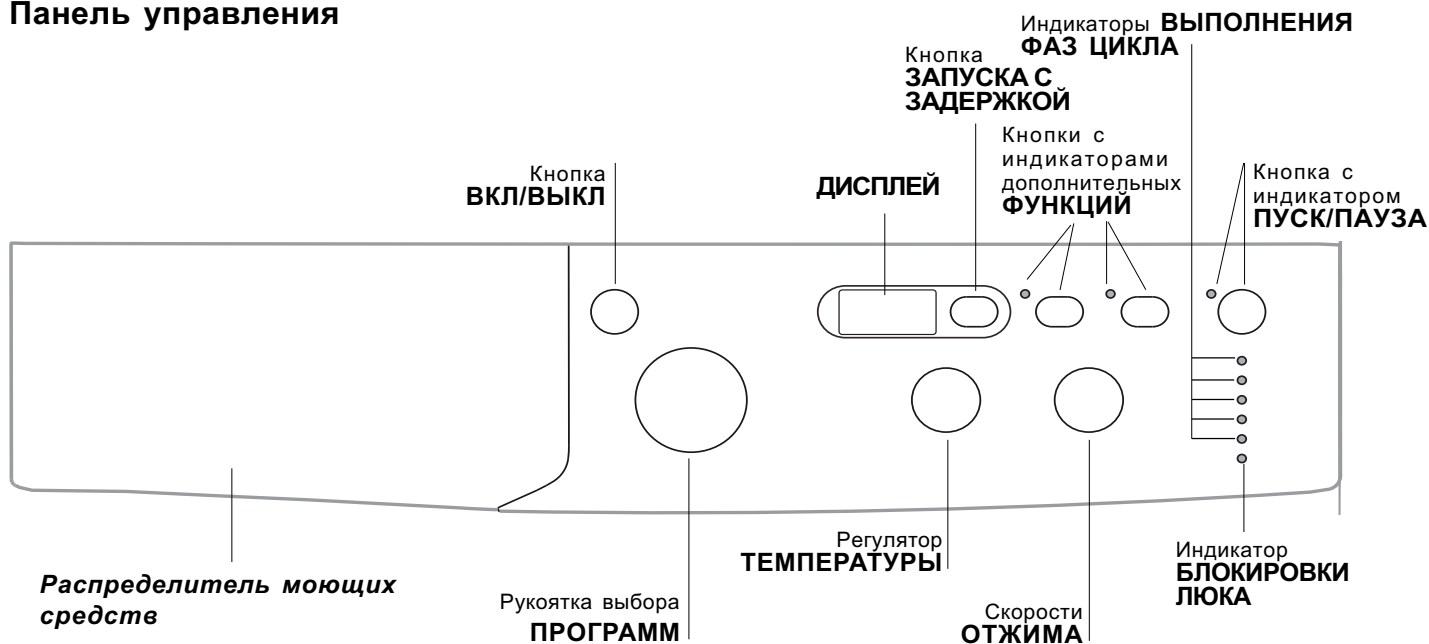 Панель управления
Индикаторы ВЫПОЛНЕНИЯ
ФАЗ ЦИКЛА
Кнопка
ЗАПУСКА С
ЗАДЕРЖКОЙ
Кнопки с
индикаторами
дополнительных
ФУНКЦИЙ
Кнопка с
индикатором
ПУСК/ПАУЗА
Кнопка
ВКЛ/ВЫКЛ
ДИСПЛЕЙ
Распределитель моющих
средств
Рукоятка выбора
ПРОГРАММ
Регулятор
ТЕМПЕРАТУРЫ
Скорости
ОТЖИМА
Индикатор
БЛОКИРОВКИ
ЛЮКА